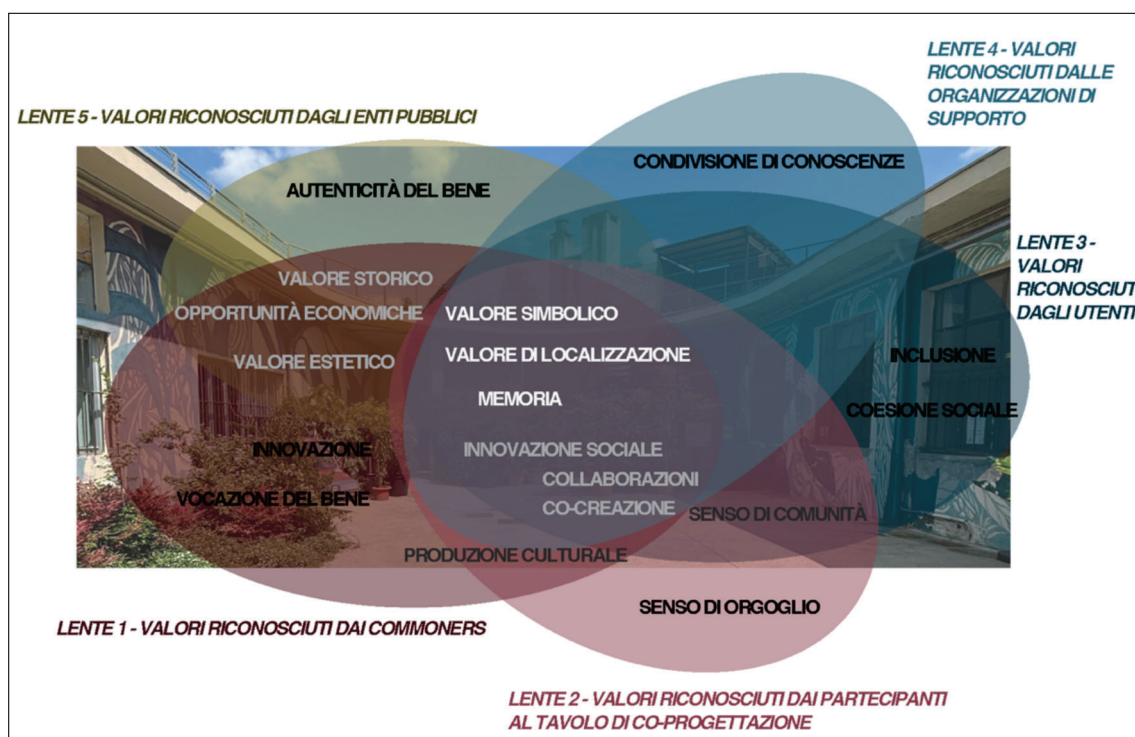 LENTE 4 - VALORI
RICONOSCIUTI DALLE
ORGANIZZAZIONI DI
SUPPORTO
LENTE 5 - VALORI RICONOSCIUTI DAGLI ENTI PUBBLICI
CONDIVISIONE DI CONOSCENZE
AUTENTICITÀ DEL BENE
LENTE 3 -
VALORI
RICONOSCIUTI
DAGLI UTENTI
VALORE STORICO
OPPORTUNITÀ ECONOMICHE
VALORE SIMBOLICO
VALORE ESTETICO
VALORE DI LOCALIZZAZIONE
INCLUSIONE
MEMORIA
COESIONE SOCIALE
INNOVAZIONE
INNOVAZIONE SOCIALE
COLLABORAZIONI
VOCAZIONE DEL BENE
CO-CREAZIONE
SENSO DI COMUNITÀ
PRODUZIONE CULTURALE
SENSO DI ORGOGLIO
LENTE 1 - VALORI RICONOSCIUTI DAI COMMONERS
LENTE 2 - VALORI RICONOSCIUTI DAI PARTECIPANTI
AL TAVOLO DI CO-PROGETTAZIONE